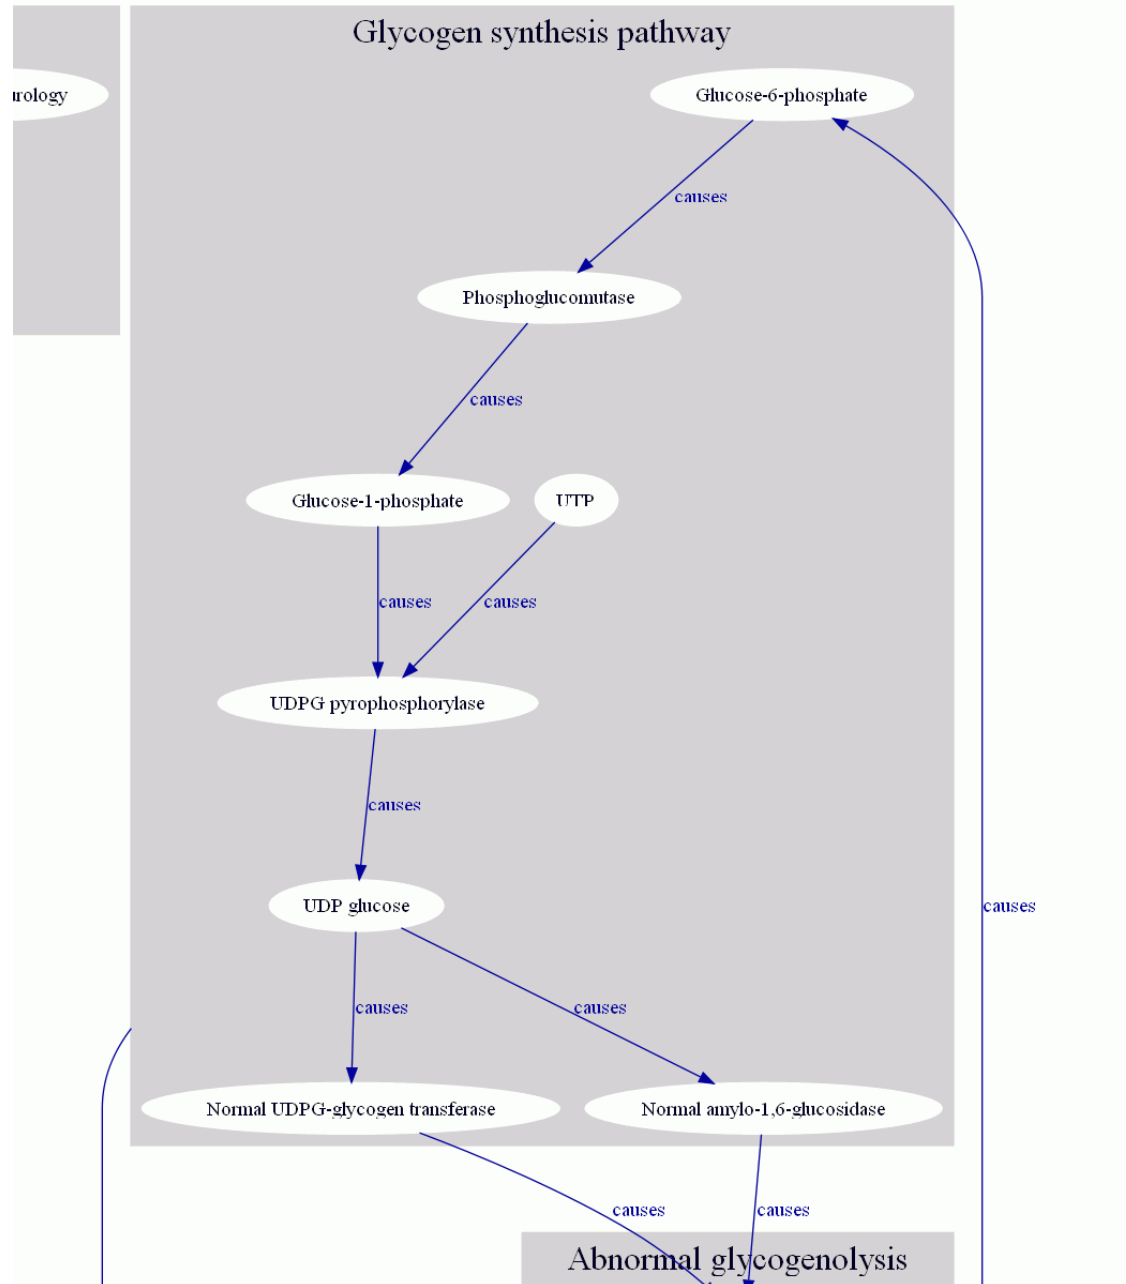 Glycogen synthesis pathway
Glucose-6-phosphate
causes
Phosphoglucomutase
causes
Glucose-1-phosphate
UTP
causes
causes
UDPG pyrophosphorylase
causes
UDP glucose
causes
causes
causes
Normal UDPG-glycogen transferase
Normal amylo-1,6-glucosidase
causes
causes
Abnormal glycogenolysis